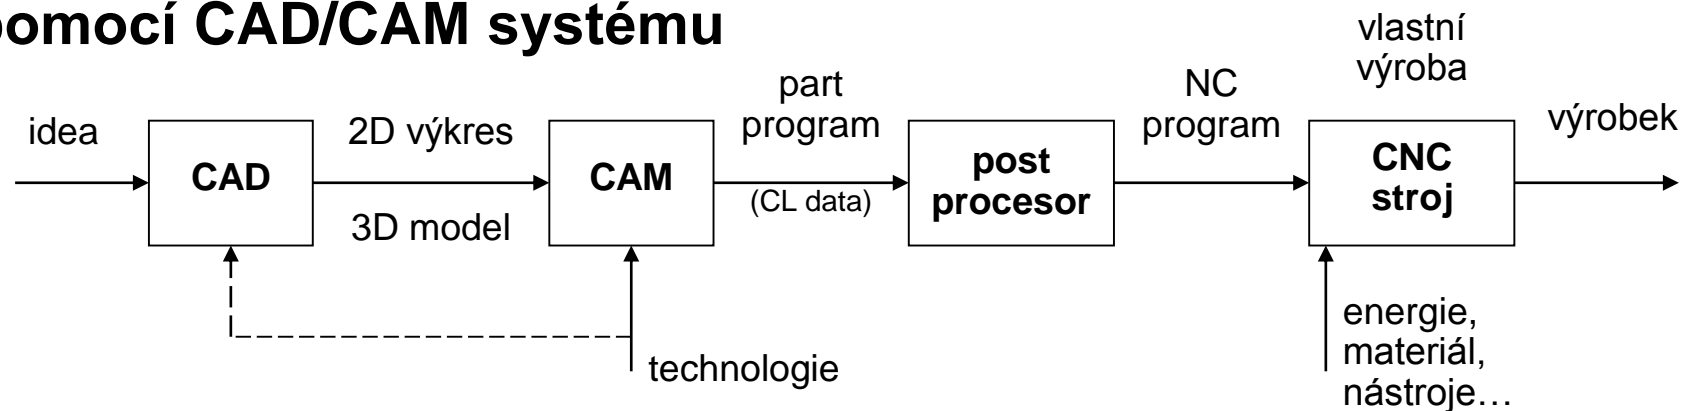 pomocí CAD/CAM systému
vlastní
výroba
idea
CAD
2D výkres
3D model
CAM
part
program
(CL data)
post
procesor
NC
program
CNC
stroj
výrobek
technologie
energie,
materiál,
nástroje…